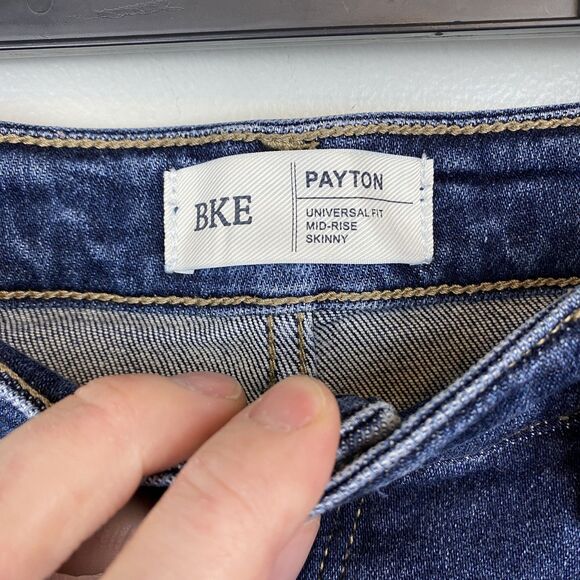 BKE
PAYTON
UNIVERSAL FIT
MID-RISE
SKINNY